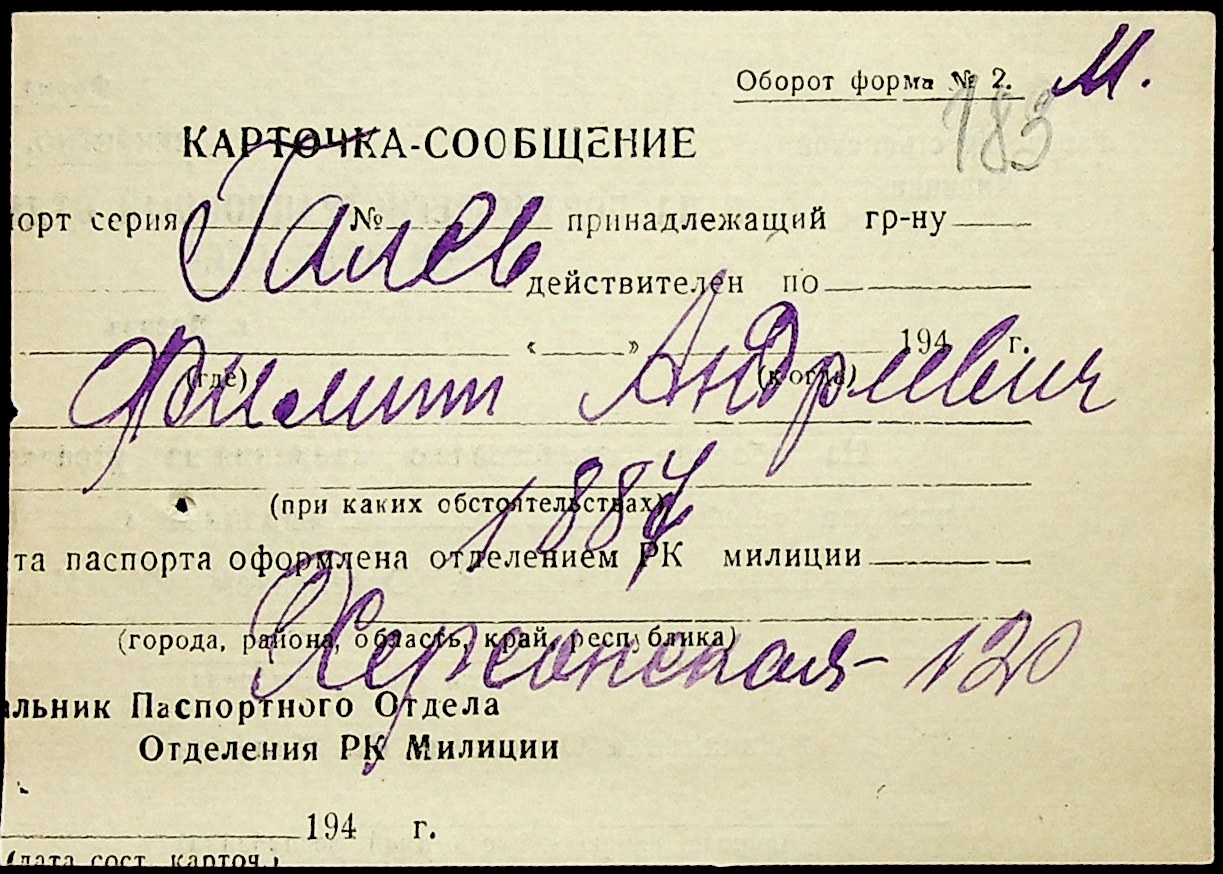 Оборот форма № 2. М.
183
КАРТОЧКА-СООБЩЕНИЕ
порт серия № принадлежащий гр-ну
Галев
действителен по
« » 194 г.
(где) (когда)
Филипп Андреевич
(при каких обстоятельствах)
1887
та паспорта оформлена отделением РК милиции
(города, района, область, край, республика)
Херсонская - 120
альник Паспортного Отдела
Отделения РК Милиции
194 г.
(дата сост. карточ.)